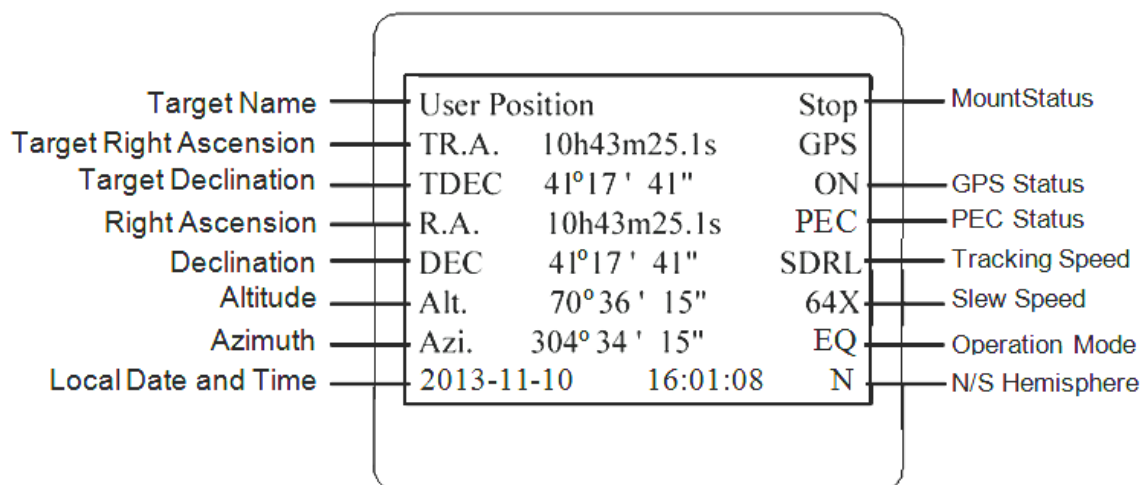 Target Name User Position Stop MountStatus
Target Right Ascension TR.A. 10h43m25.1s GPS
Target Declination TDEC 41º17 ' 41" ON GPS Status
Right Ascension R.A. 10h43m25.1s PEC PEC Status
Declination DEC 41º17 ' 41" SDRL Tracking Speed
Altitude Alt. 70º 36 ' 15" 64X Slew Speed
Azimuth Azi. 304º 34 ' 15" EQ Operation Mode
Local Date and Time 2013-11-10 16:01:08 N N/S Hemisphere